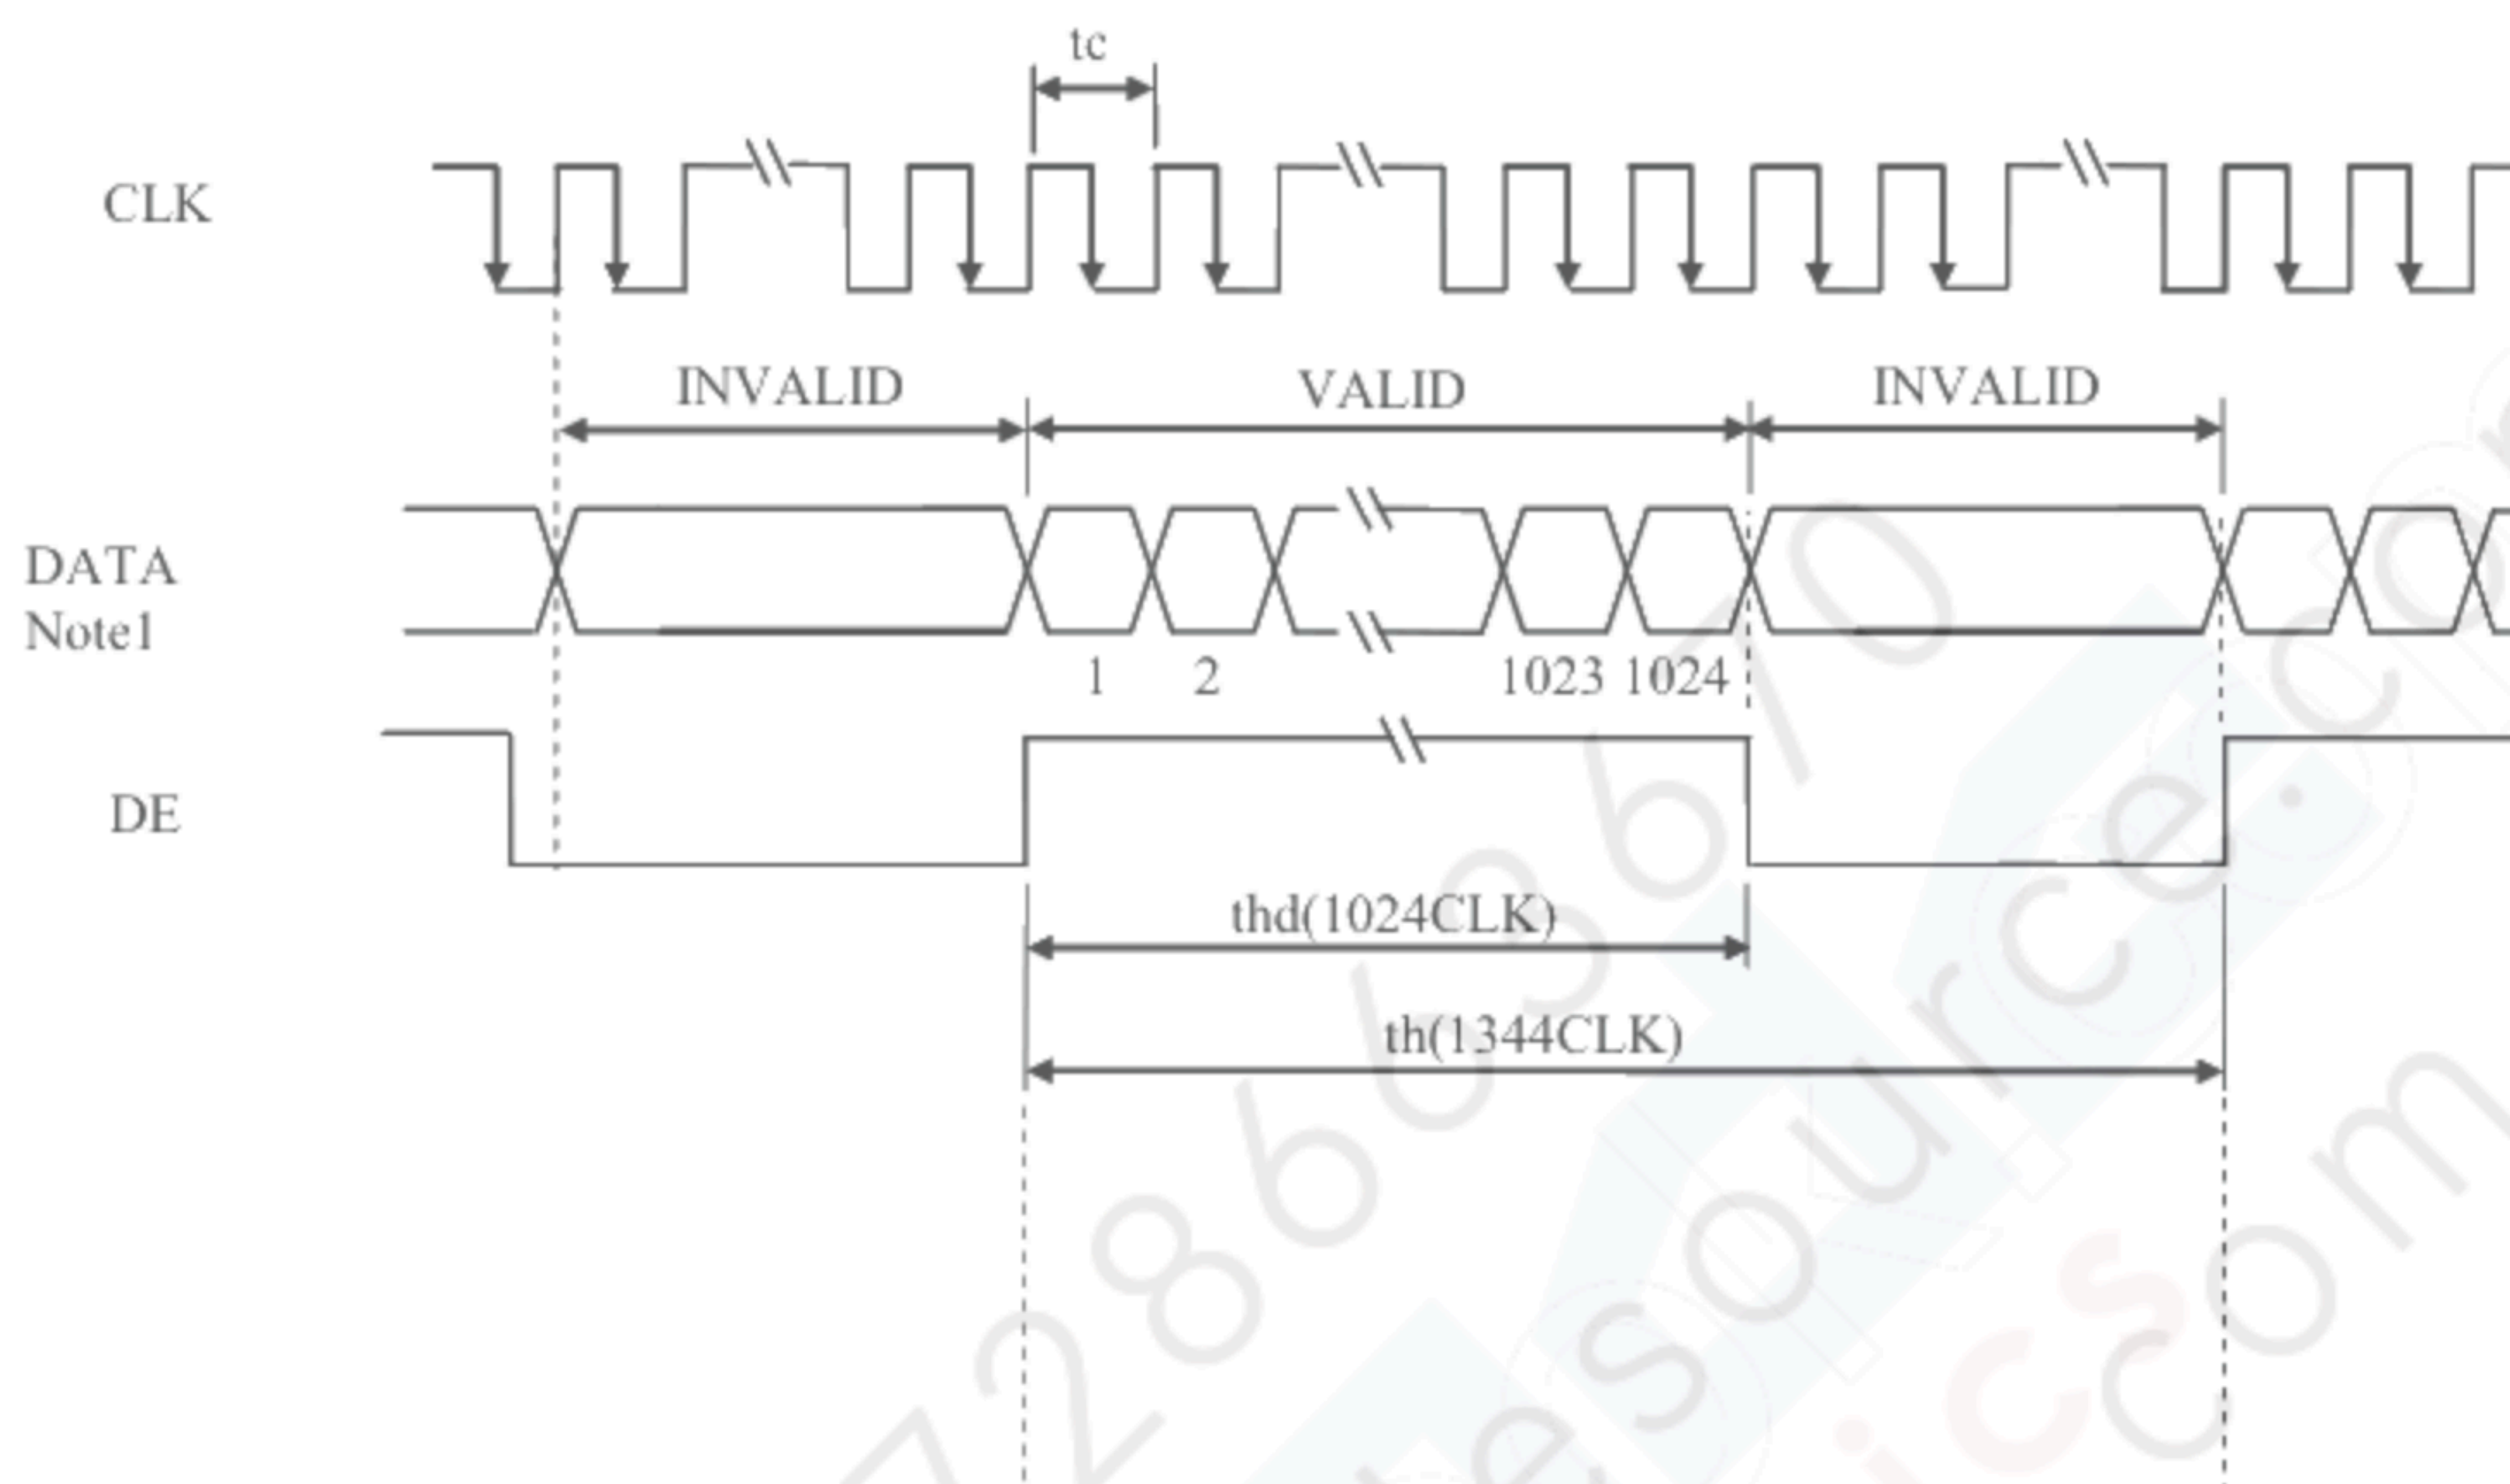 tc
CLK
INVALID VALID INVALID
DATA
Note1
1 2 1023 1024
DE
thd(1024CLK)
th(1344CLK)